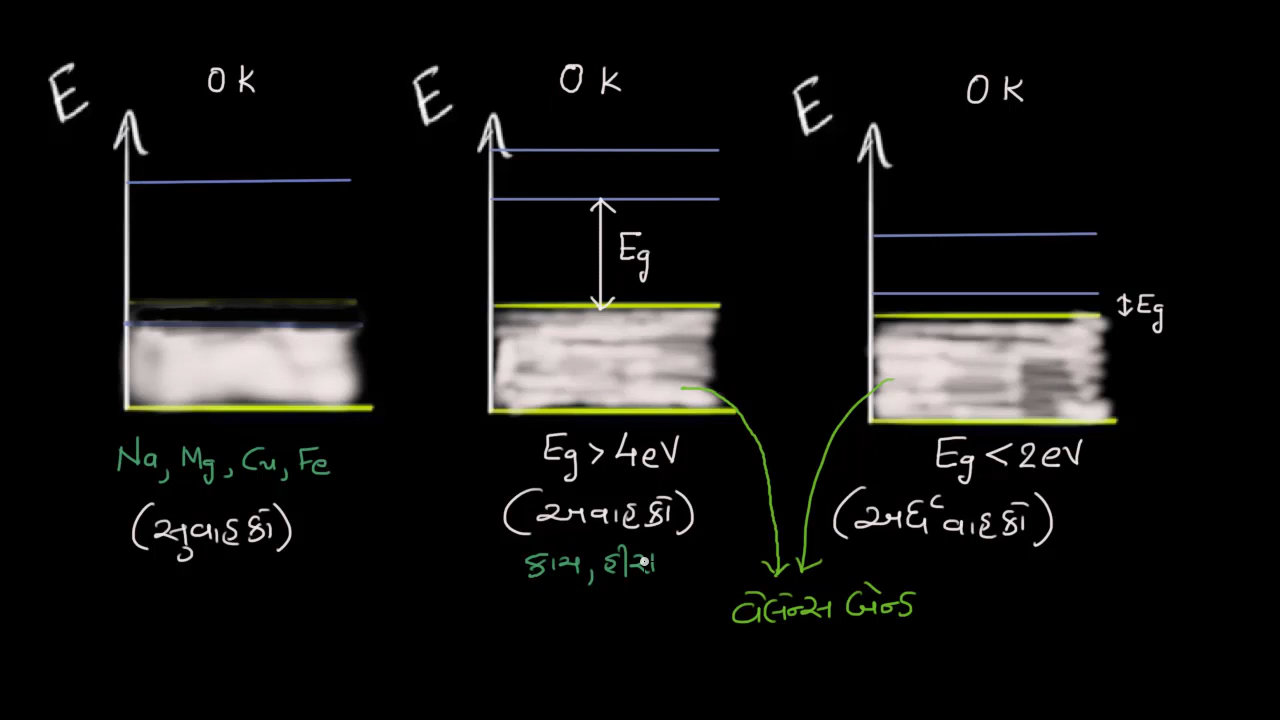 E
0 K
E
0 K
E
0 K
Eg
Eg
Na, Mg, Cu, Fe
(સુવાહકો)
Eg > 4eV
(અવાહકો)
કાચ, હીરા
Eg < 2eV
(અર્ધવાહકો)
વેલેન્સ બેન્ડ